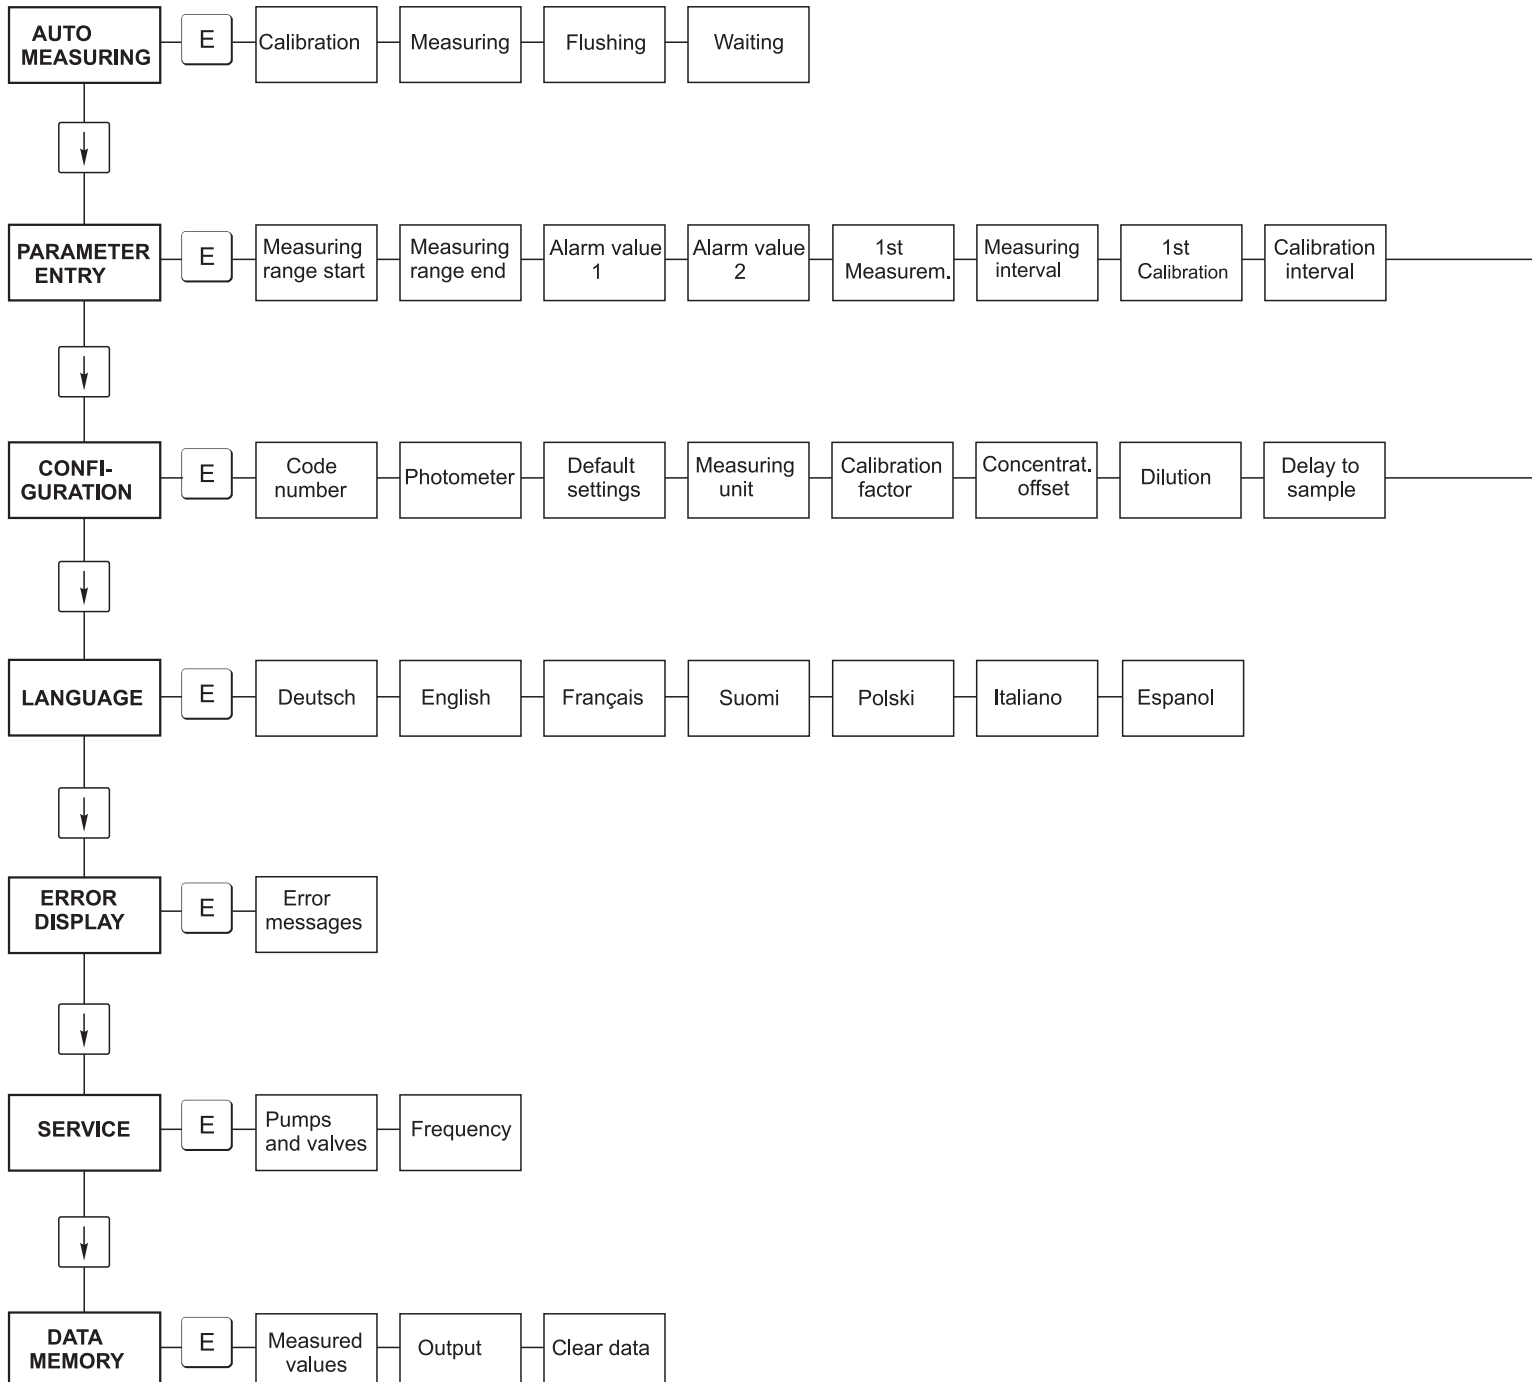 AUTO
MEASURING
E
Calibration
Measuring
Flushing
Waiting
PARAMETER
ENTRY
E
Measuring
range start
Measuring
range end
Alarm value
1
Alarm value
2
1st
Measurem.
Measuring
interval
1st
Calibration
Calibration
interval
CONFI-
GURATION
E
Code
number
Photometer
Default
settings
Measuring
unit
Calibration
factor
Concentrat.
offset
Dilution
Delay to
sample
LANGUAGE
E
Deutsch
English
Français
Suomi
Polski
Italiano
Espanol
ERROR
DISPLAY
E
Error
messages
SERVICE
E
Pumps
and valves
Frequency
DATA
MEMORY
E
Measured
values
Output
Clear data